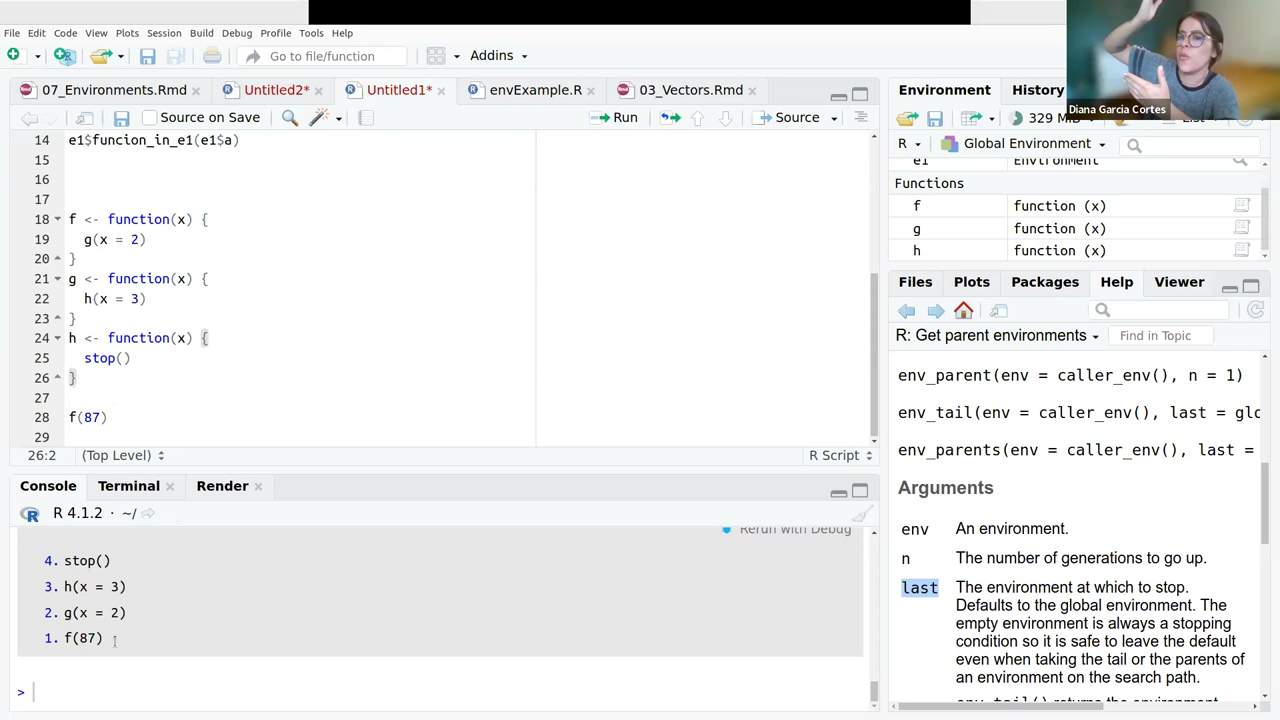 File Edit Code View Plots Session Build Debug Profile Tools Help
Go to file/function
Addins
07_Environments.Rmd
Untitled2*
Untitled1*
envExample.R
03_Vectors.Rmd
Source on Save
Run
Source
14 e1$funcion_in_e1(e1$a)
15
16
17
18 f <- function(x) {
19 g(x = 2)
20 }
21 g <- function(x) {
22 h(x = 3)
23 }
24 h <- function(x) {
25 stop()
26 }
27
28 f(87)
29
26:2 (Top Level) R Script
Console Terminal Render
R 4.1.2 · ~/
Rerun with Debug
4. stop()
3. h(x = 3)
2. g(x = 2)
1. f(87)
>
Diana Garcia Cortes
Environment History
329 MiB
R Global Environment
e1 Environment
Functions
f function (x)
g function (x)
h function (x)
Files Plots Packages Help Viewer
R: Get parent environments Find in Topic
env_parent(env = caller_env(), n = 1)
env_tail(env = caller_env(), last = glo
env_parents(env = caller_env(), last =
Arguments
env An environment.
n The number of generations to go up.
last The environment at which to stop.
Defaults to the global environment. The
empty environment is always a stopping
condition so it is safe to leave the default
even when taking the tail or the parents of
an environment on the search path.
env_tail() returns the environment